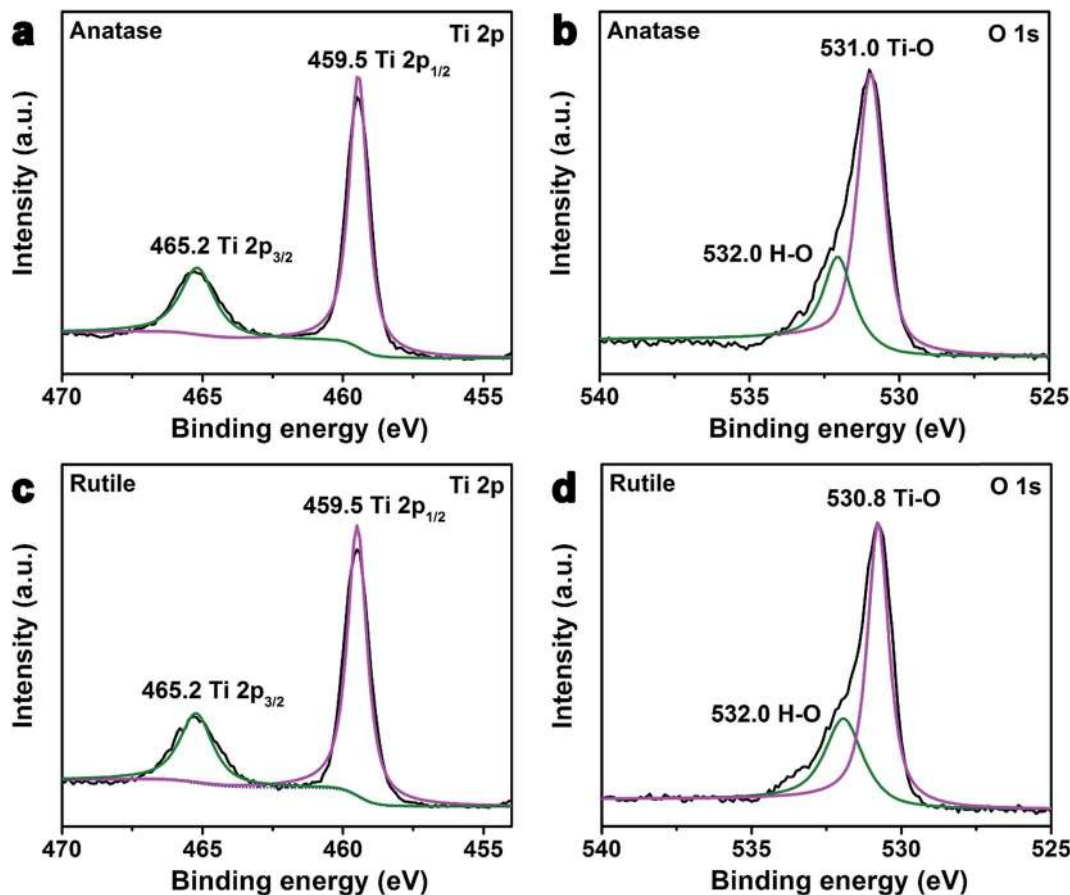 a
Anatase
Ti 2p
459.5 Ti 2p1/2
465.2 Ti 2p3/2
Intensity (a.u.)
470
465
460
455
Binding energy (eV)
b
Anatase
O 1s
531.0 Ti-O
532.0 H-O
Intensity (a.u.)
540
535
530
525
Binding energy (eV)
c
Rutile
Ti 2p
459.5 Ti 2p1/2
465.2 Ti 2p3/2
Intensity (a.u.)
470
465
460
455
Binding energy (eV)
d
Rutile
O 1s
530.8 Ti-O
532.0 H-O
Intensity (a.u.)
540
535
530
525
Binding energy (eV)